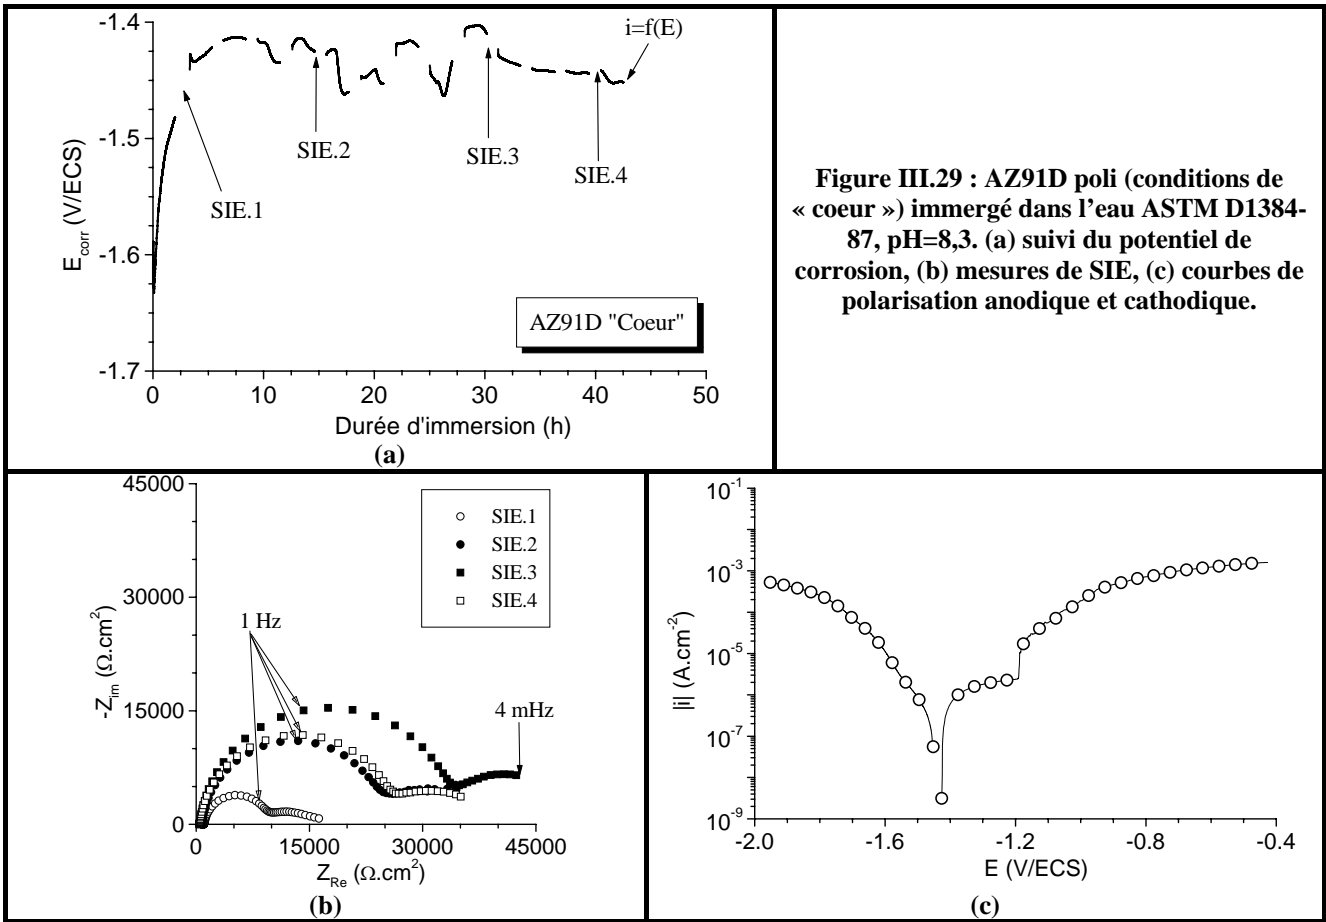 -1.4
-1.5
-1.6
-1.7
E_corr (V/ECS)
i=f(E)
SIE.1
SIE.2
SIE.3
SIE.4
AZ91D "Coeur"
0 10 20 30 40 50
Durée d'immersion (h)
(a)
Figure III.29 : AZ91D poli (conditions de
« coeur ») immergé dans l'eau ASTM D1384-
87, pH=8,3. (a) suivi du potentiel de
corrosion, (b) mesures de SIE, (c) courbes de
polarisation anodique et cathodique.
45000
30000
15000
0
-Z_im (Ω.cm²)
SIE.1
SIE.2
SIE.3
SIE.4
1 Hz
4 mHz
0 15000 30000 45000
Z_Re (Ω.cm²)
(b)
10⁻¹
10⁻³
10⁻⁵
10⁻⁷
10⁻⁹
|i| (A.cm⁻²)
-2.0 -1.6 -1.2 -0.8 -0.4
E (V/ECS)
(c)